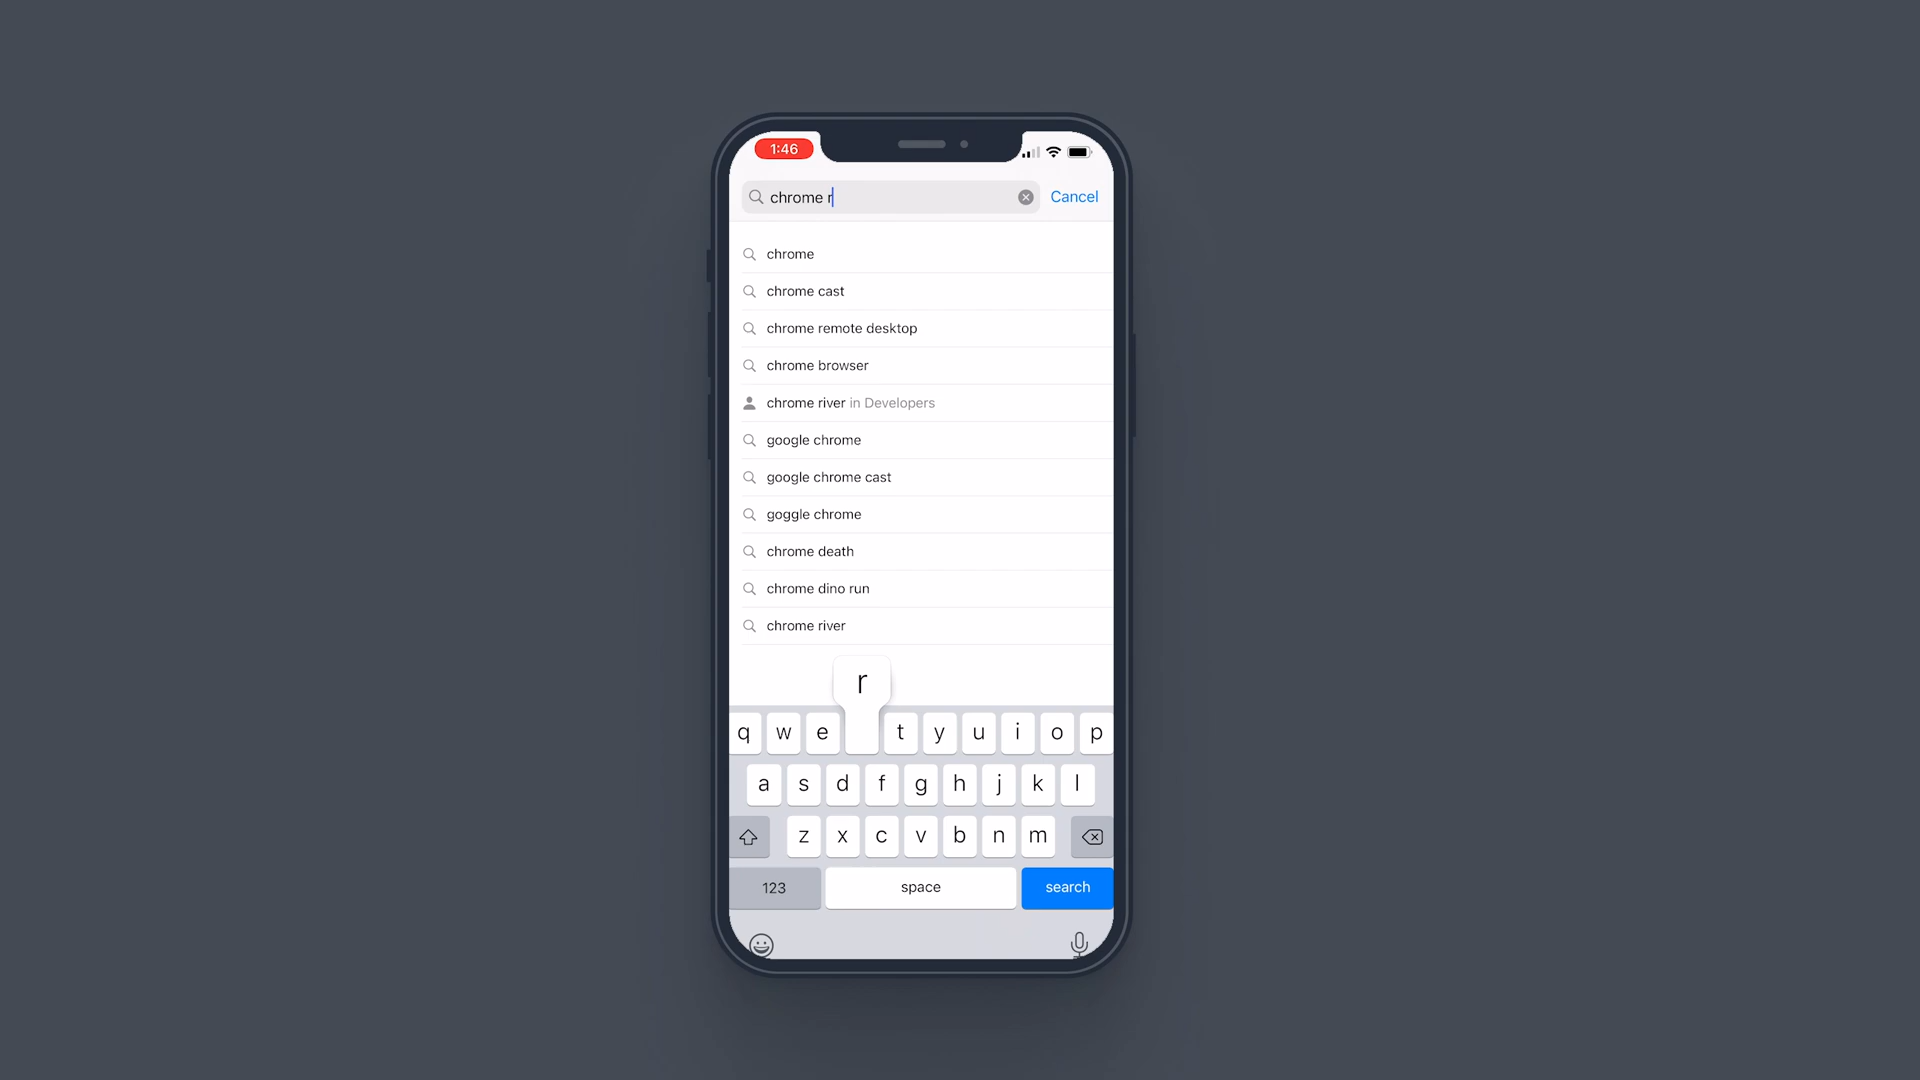 1:46
chrome r
Cancel
chrome
chrome cast
chrome remote desktop
chrome browser
chrome river in Developers
google chrome
google chrome cast
goggle chrome
chrome death
chrome dino run
chrome river
r
q w e t y u i o p
a s d f g h j k l
z x c v b n m
123 space search